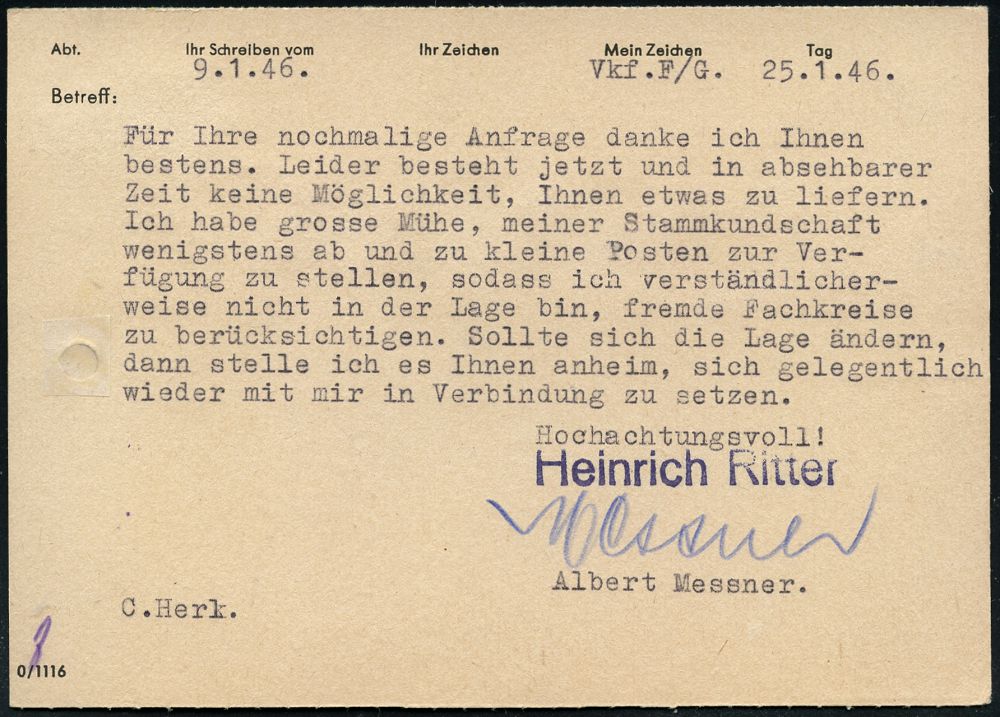 Abt. Ihr Schreiben vom Ihr Zeichen Mein Zeichen Tag
9.1.46. Vkf.F/G. 25.1.46.
Betreff:
Für Ihre nochmalige Anfrage danke ich Ihnen
bestens. Leider besteht jetzt und in absehbarer
Zeit keine Möglichkeit, Ihnen etwas zu liefern.
Ich habe grosse Mühe, meiner Stammkundschaft
wenigstens ab und zu kleine Posten zur Ver-
fügung zu stellen, sodass ich verständlicher-
weise nicht in der Lage bin, fremde Fachkreise
zu berücksichtigen. Sollte sich die Lage ändern,
dann stelle ich es Ihnen anheim, sich gelegentlich
wieder mit mir in Verbindung zu setzen.
Hochachtungsvoll!
Heinrich Ritter
Messner
Albert Messner.
C.Herk.
0/1116